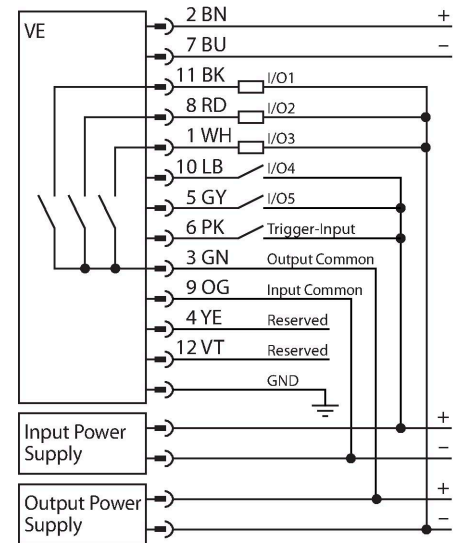 VE
2 BN +
7 BU −
11 BK I/O1
8 RD I/O2
1 WH I/O3
10 LB I/O4
5 GY I/O5
6 PK Trigger-Input
3 GN Output Common
9 OG Input Common
4 YE Reserved
12 VT Reserved
GND
Input Power
Supply
+
−
Output Power
Supply
+
−